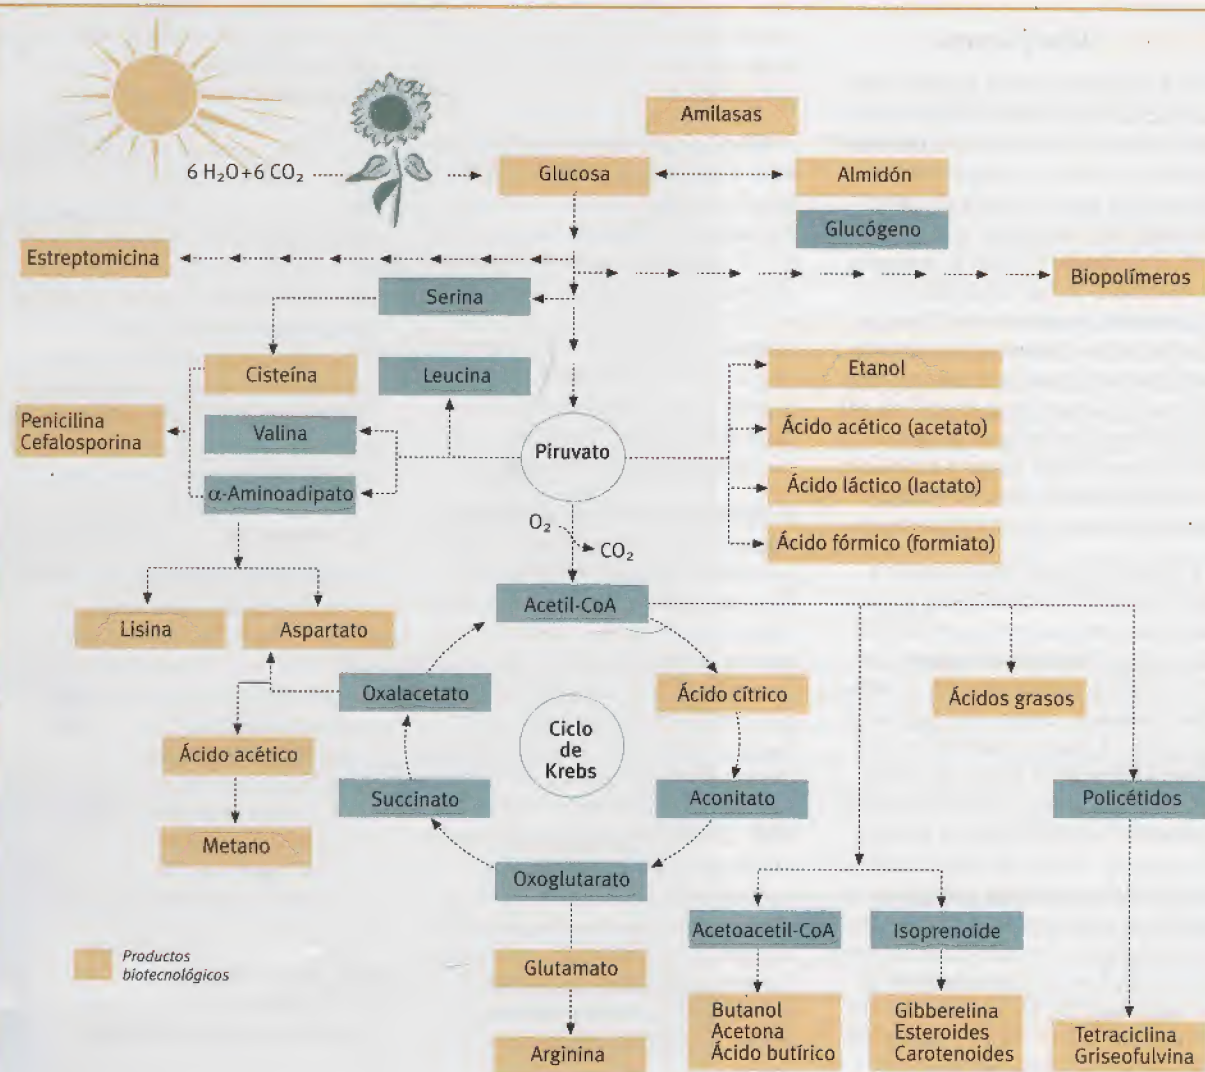 Amilasas
6 H₂O+6 CO₂
Glucosa
Almidón
Glucógeno
Estreptomicina
Biopolímeros
Serina
Cisteína
Leucina
Etanol
Penicilina
Cefalosporina
Valina
Piruvato
Ácido acético (acetato)
α-Aminoadipato
Ácido láctico (lactato)
O₂
CO₂
Ácido fórmico (formiato)
Acetil-CoA
Lisina
Aspartato
Oxalacetato
Ácido cítrico
Ácidos grasos
Ciclo
de
Krebs
Ácido acético
Succinato
Aconitato
Policétidos
Metano
Oxoglutarato
Acetoacetil-CoA
Isoprenoide
Productos
biotecnológicos
Glutamato
Butanol
Acetona
Ácido butírico
Gibberelina
Esteroides
Carotenoides
Arginina
Tetraciclina
Griseofulvina